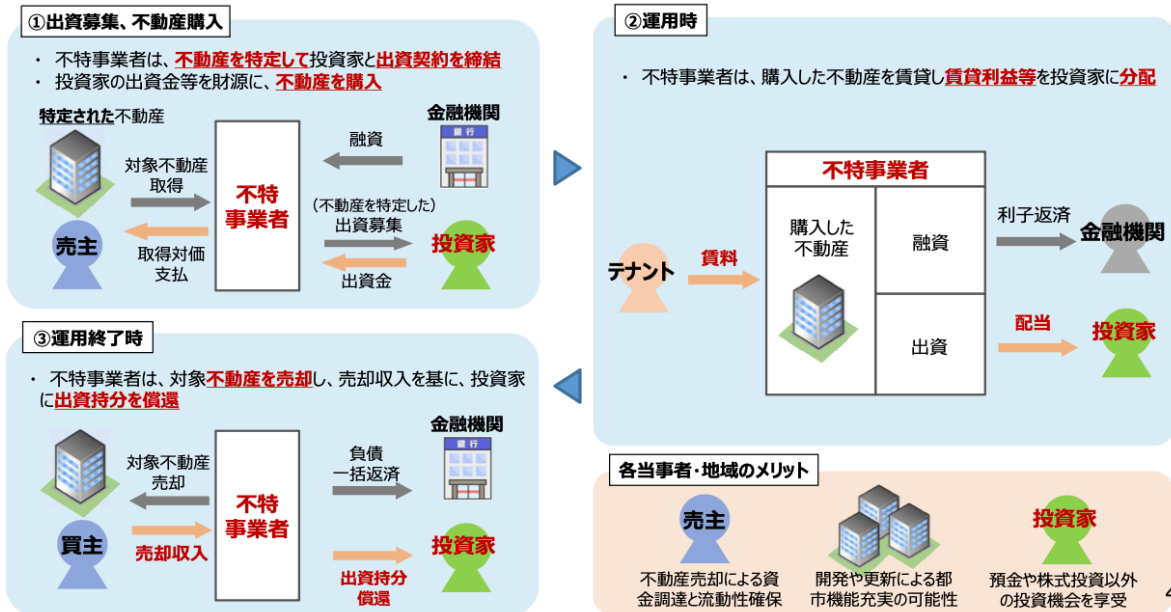 ①出資募集、不動産購入
・ 不特事業者は、不動産を特定して投資家と出資契約を締結
・ 投資家の出資金等を財源に、不動産を購入
特定された不動産
対象不動産
取得
売主
取得対価
支払
不特
事業者
融資
金融機関
銀行
(不動産を特定した)
出資募集
投資家
出資金
②運用時
・ 不特事業者は、購入した不動産を賃貸し賃貸利益等を投資家に分配
不特事業者
テナント
賃料
購入した
不動産
融資
出資
利子返済
金融機関
配当
投資家
③運用終了時
・ 不特事業者は、対象不動産を売却し、売却収入を基に、投資家
に出資持分を償還
対象不動産
売却
買主
売却収入
不特
事業者
負債
一括返済
金融機関
銀行
投資家
出資持分
償還
各当事者・地域のメリット
売主
不動産売却による資
金調達と流動性確保
開発や更新による都
市機能充実の可能性
投資家
預金や株式投資以外
の投資機会を享受